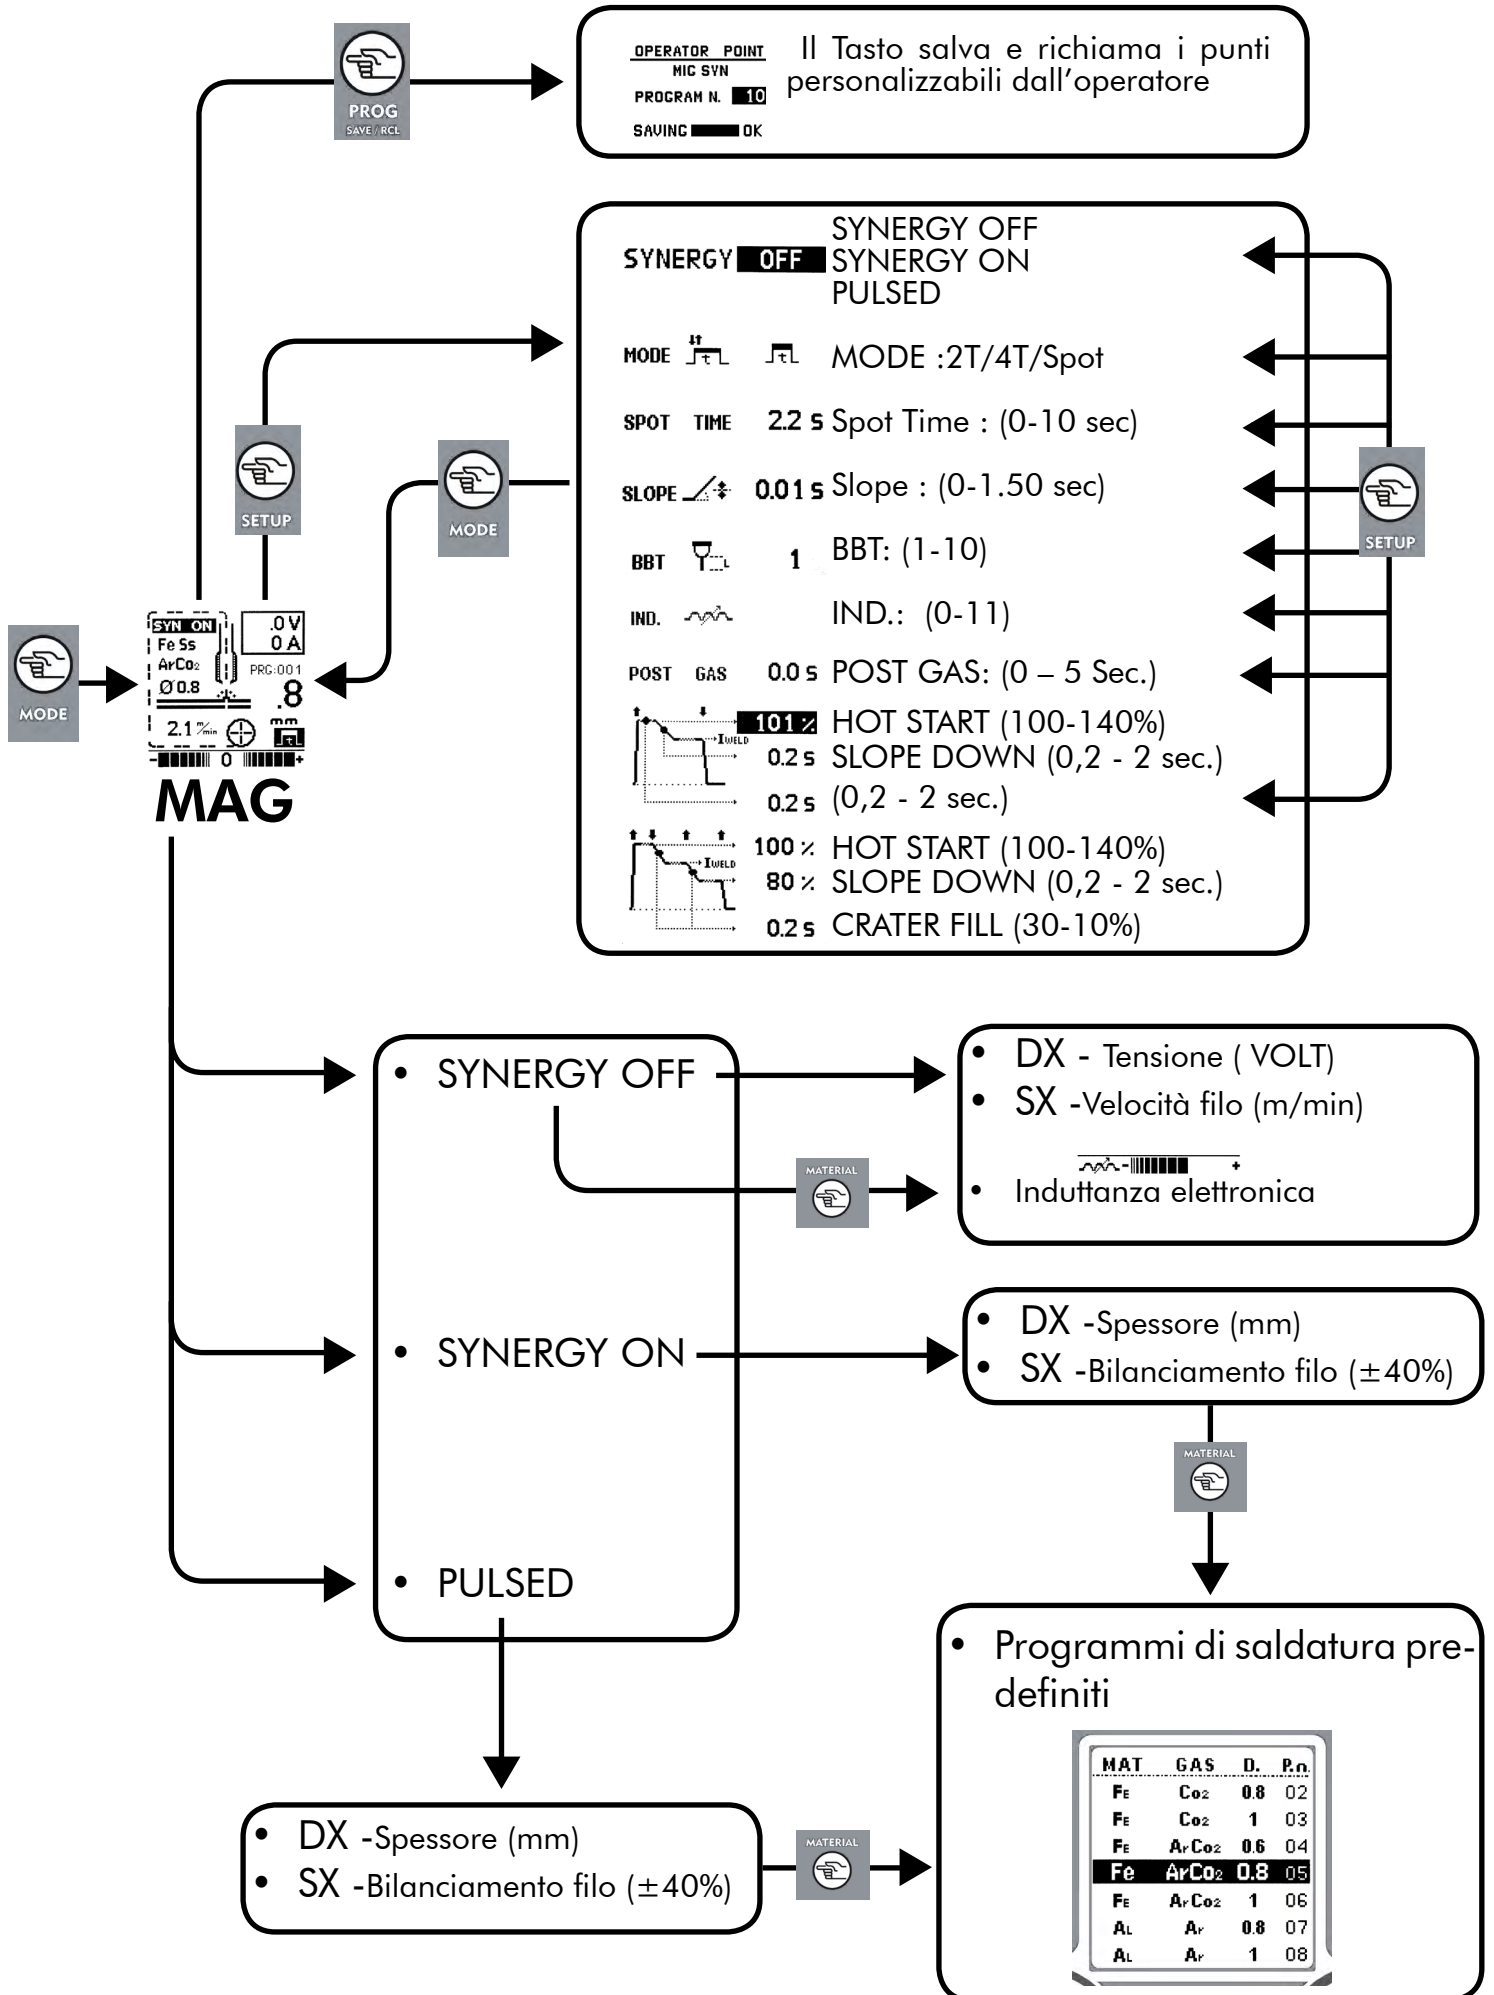 PROG
SAVE / RCL
OPERATOR POINT
MIG SYN
PROGRAM N. 10
SAVING OK
Il Tasto salva e richiama i punti
personalizzabili dall'operatore
SYNERGY OFF
SYNERGY OFF
SYNERGY ON
PULSED
MODE t t MODE :2T/4T/Spot
SPOT TIME 2.2 s Spot Time : (0-10 sec)
SLOPE 0.01 s Slope : (0-1.50 sec)
BBT L 1 BBT: (1-10)
IND. IND.: (0-11)
POST GAS 0.0 s POST GAS: (0 – 5 Sec.)
101 % HOT START (100-140%)
IWELD
0.2 s SLOPE DOWN (0,2 - 2 sec.)
0.2 s (0,2 - 2 sec.)
100 % HOT START (100-140%)
IWELD
80 % SLOPE DOWN (0,2 - 2 sec.)
0.2 s CRATER FILL (30-10%)
SETUP
MODE
SETUP
MODE
SYN ON
Fe Ss
ArCo2
Ø 0.8
.0 V
0 A
PRG:001
.8
mm
2.1 m/min
t
- 0 +
MAG
• SYNERGY OFF
• DX - Tensione ( VOLT)
• SX -Velocità filo (m/min)
MATERIAL
- +
• Induttanza elettronica
• SYNERGY ON
• DX -Spessore (mm)
• SX -Bilanciamento filo (±40%)
MATERIAL
• PULSED
• DX -Spessore (mm)
• SX -Bilanciamento filo (±40%)
MATERIAL
• Programmi di saldatura pre-
definiti
MAT GAS D. P.n.
FE Co2 0.8 02
FE Co2 1 03
FE ArCo2 0.6 04
Fe ArCo2 0.8 05
FE ArCo2 1 06
AL Ar 0.8 07
AL Ar 1 08